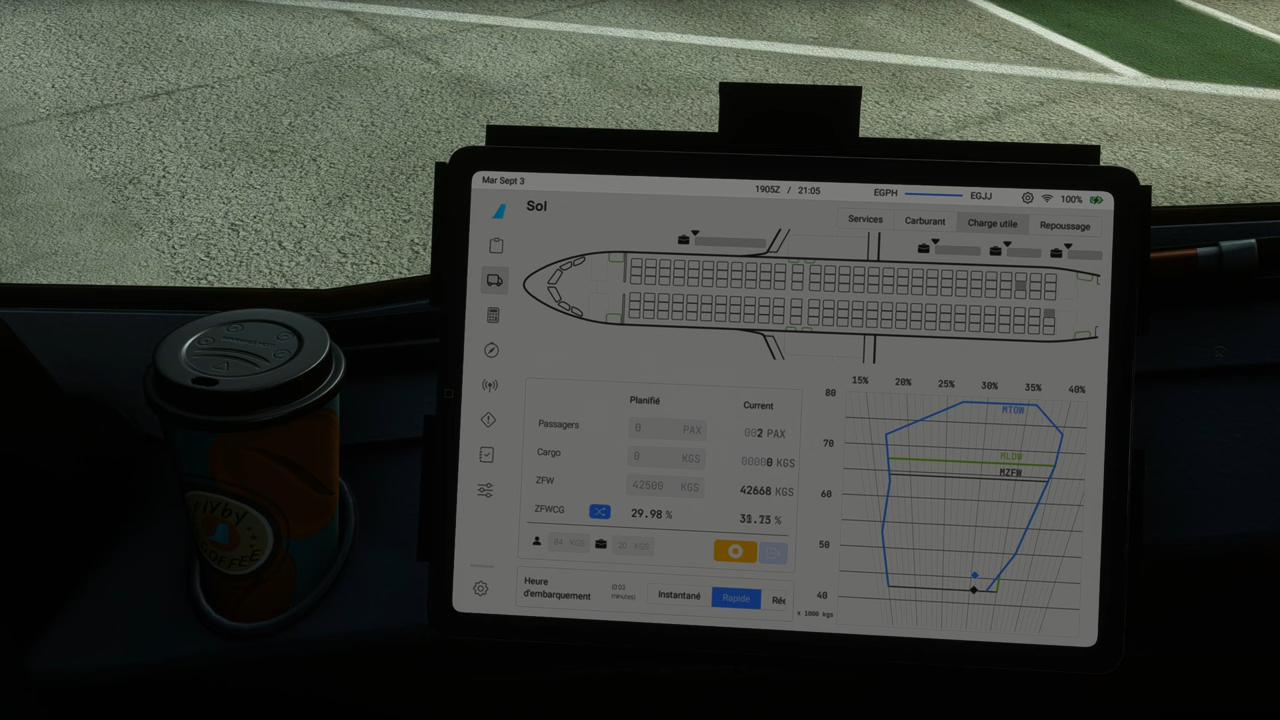 Mar Sept 3
1905Z / 21:05
EGPH
EGJJ
100%
Sol
Services
Carburant
Charge utile
Repoussage
Planifié
Current
Passagers
0 PAX
002 PAX
Cargo
0 KGS
00000 KGS
ZFW
42500 KGS
42668 KGS
ZFWCG
29.98 %
%
84 KGS
20 KGS
Heure
d'embarquement
(0:03
minutes)
Instantané
Rapide
Rée
15%
20%
25%
30%
35%
40%
80
70
60
50
40
x 1000 kgs
MTOW
MLDW
MZFW
FlyBy
COFFEE